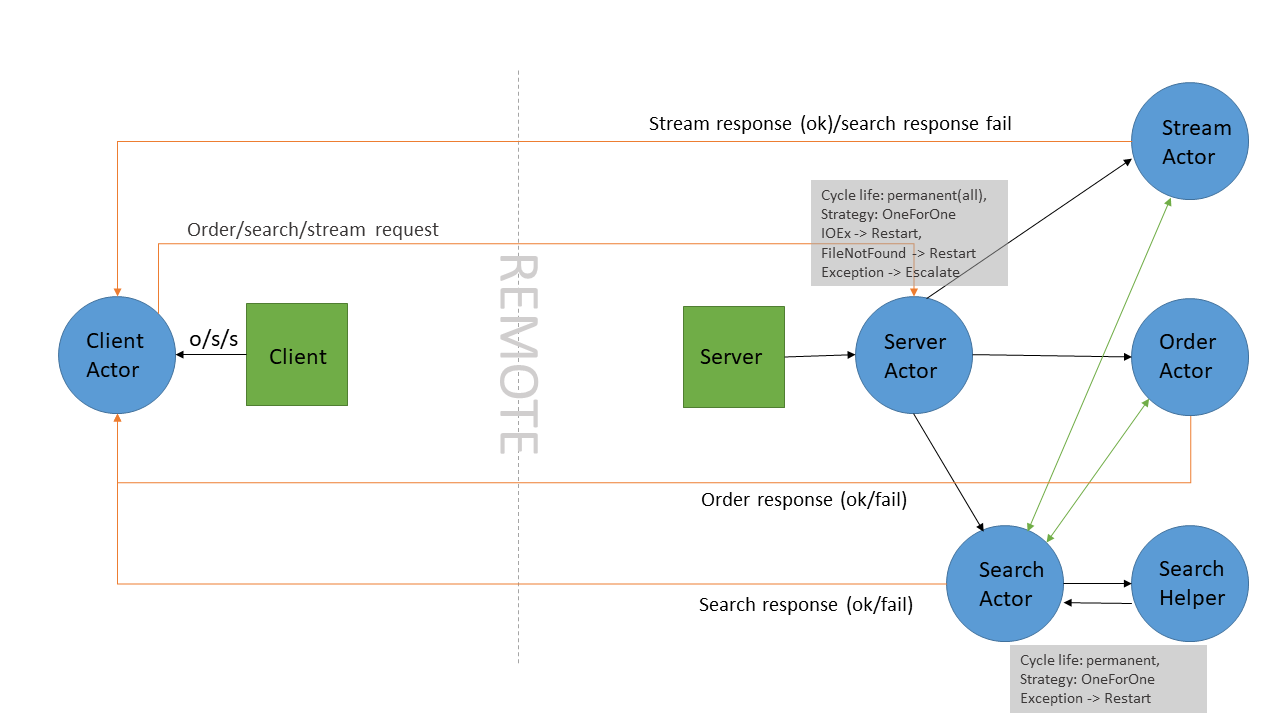 Stream response (ok)/search response fail
Stream
Actor
Cycle life: permanent(all),
Strategy: OneForOne
IOEx -> Restart,
FileNotFound -> Restart
Exception -> Escalate
Order/search/stream request
REMOTE
Client
Actor
o/s/s
Client
Server
Server
Actor
Order
Actor
Order response (ok/fail)
Search
Actor
Search
Helper
Search response (ok/fail)
Cycle life: permanent,
Strategy: OneForOne
Exception -> Restart